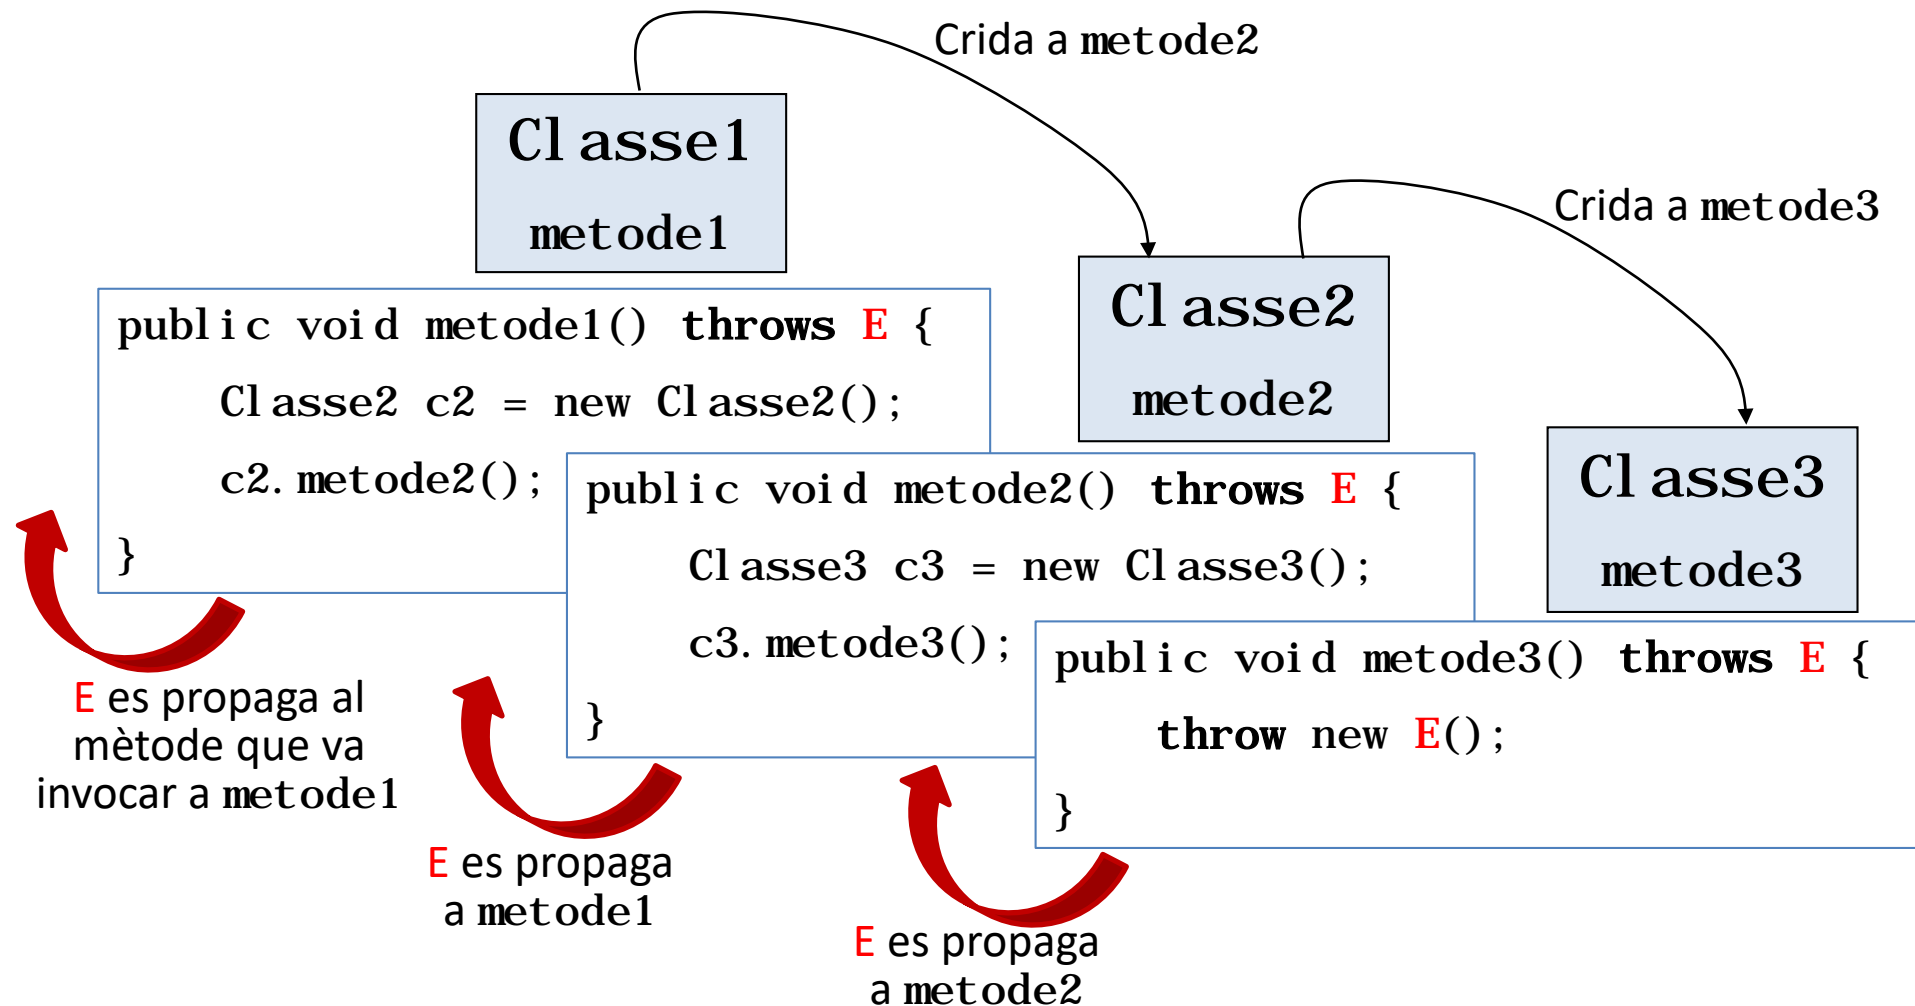 Crida a metode2
Classe1
metode1
Crida a metode3
Classe2
metode2
Classe3
metode3
public void metode1() throws E {
Classe2 c2 = new Classe2();
c2.metode2();
}
public void metode2() throws E {
Classe3 c3 = new Classe3();
c3.metode3();
}
public void metode3() throws E {
throw new E();
}
E es propaga al
mètode que va
invocar a metode1
E es propaga
a metode1
E es propaga
a metode2